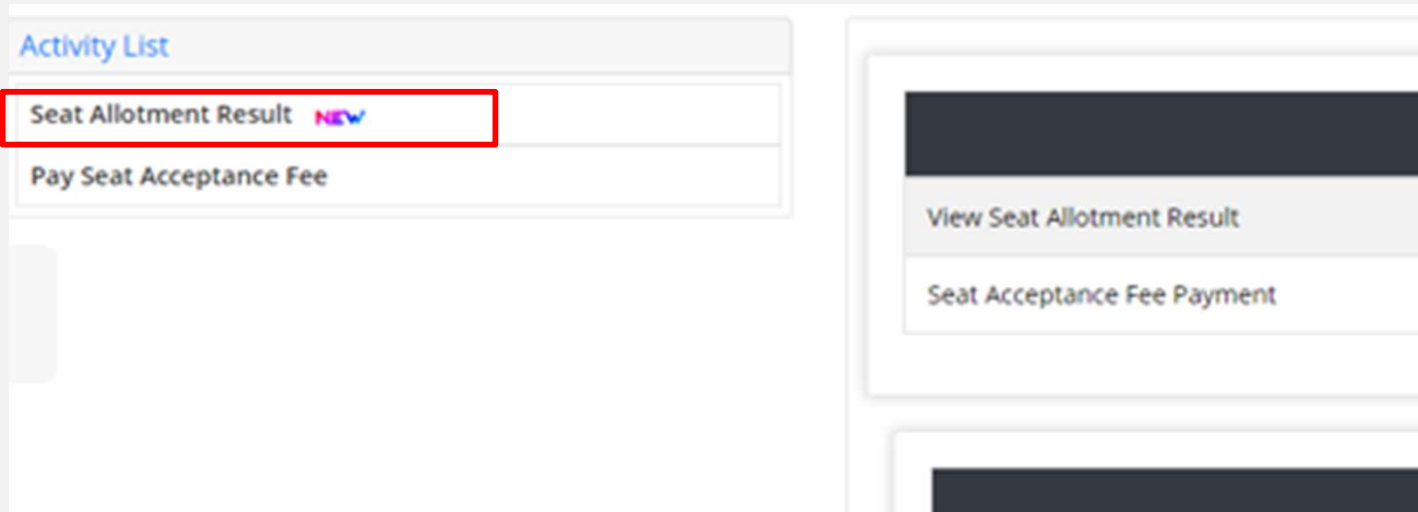 Activity List
Seat Allotment Result NEW
Pay Seat Acceptance Fee
View Seat Allotment Result
Seat Acceptance Fee Payment